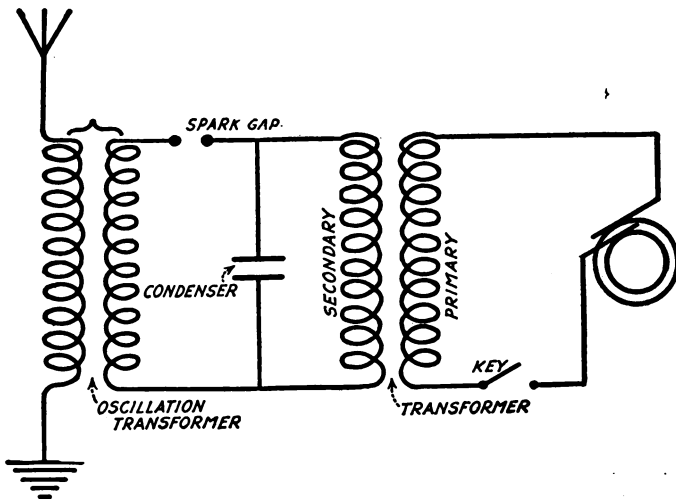 SPARK GAP.
CONDENSER
SECONDARY
PRIMARY
KEY
OSCILLATION
TRANSFORMER
TRANSFORMER